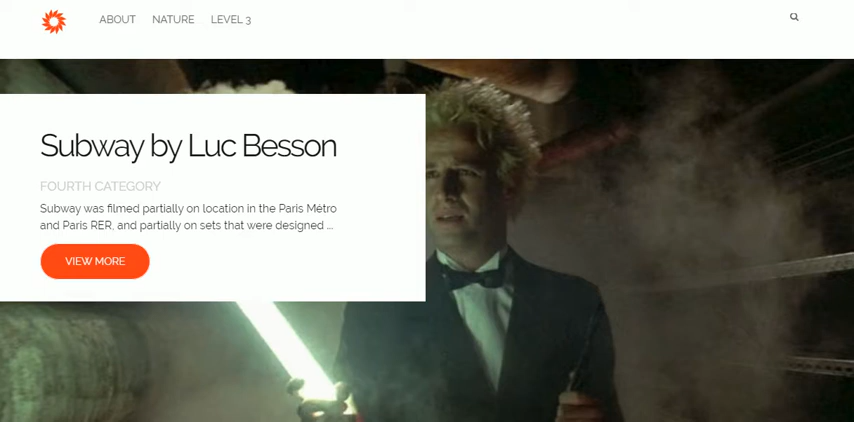 ABOUT NATURE LEVEL 3
Subway by Luc Besson
FOURTH CATEGORY
Subway was filmed partially on location in the Paris Métro
and Paris RER, and partially on sets that were designed ...
VIEW MORE